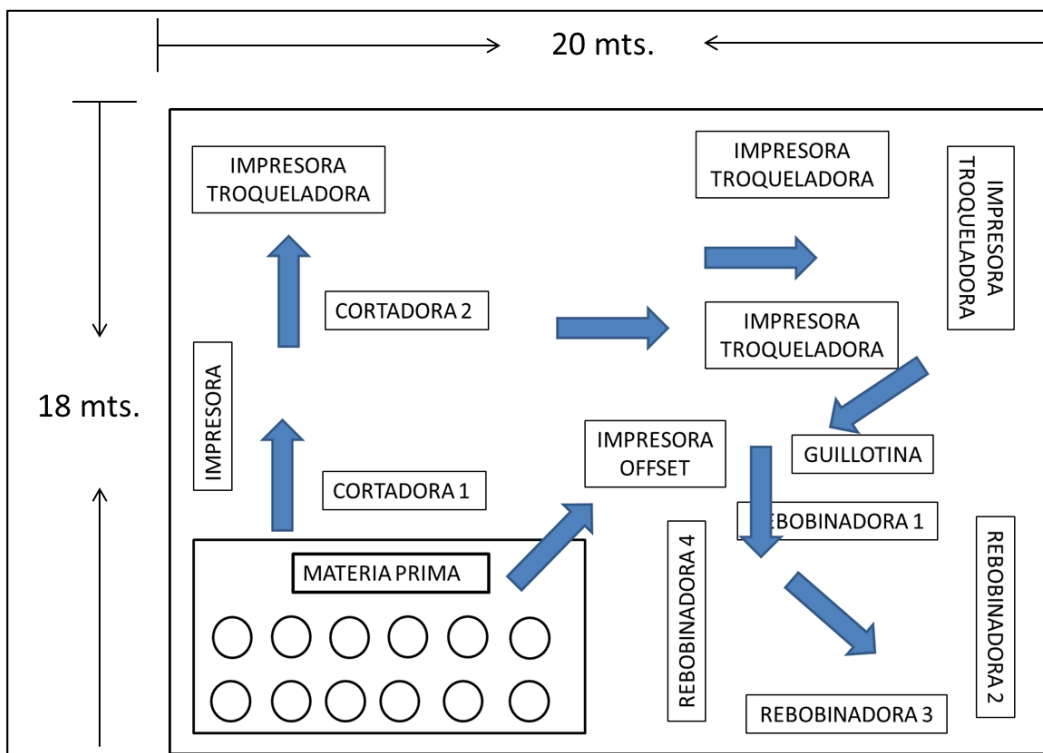 20 mts.
18 mts.
IMPRESORA
TROQUELADORA
IMPRESORA
TROQUELADORA
IMPRESORA
TROQUELADORA
CORTADORA 2
IMPRESORA
TROQUELADORA
IMPRESORA
IMPRESORA
OFFSET
GUILLOTINA
CORTADORA 1
EBOBINADORA 1
MATERIA PRIMA
REBOBINADORA 4
REBOBINADORA 2
REBOBINADORA 3